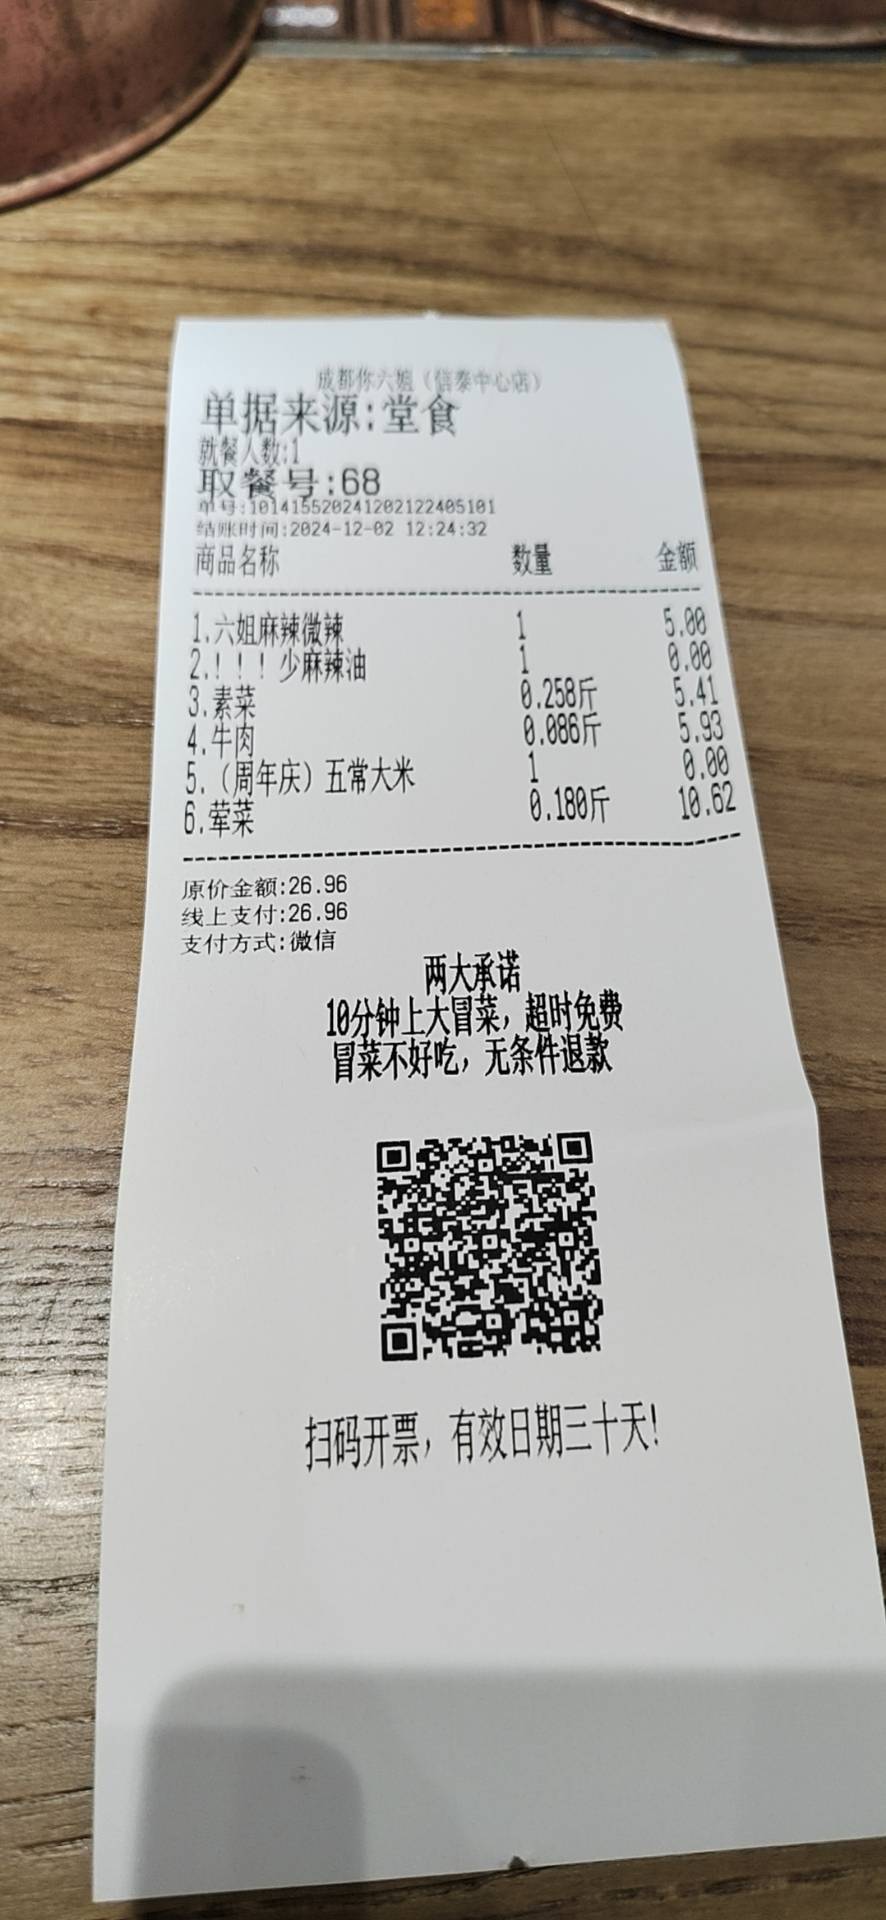 成都你六姐（信泰中心店）
单据来源:堂食
就餐人数:1
取餐号:68
单号:101415520241202122405101
结账时间:2024-12-02 12:24:32
商品名称 数量 金额
1.六姐麻辣微辣 1 5.00
2.！！！少麻辣油 1 0.00
3.素菜 0.258斤 5.41
4.牛肉 0.086斤 5.93
5.（周年庆）五常大米 1 0.00
6.荤菜 0.180斤 10.62
原价金额:26.96
线上支付:26.96
支付方式:微信
两大承诺
10分钟上大冒菜，超时免费
冒菜不好吃，无条件退款
扫码开票，有效日期三十天!